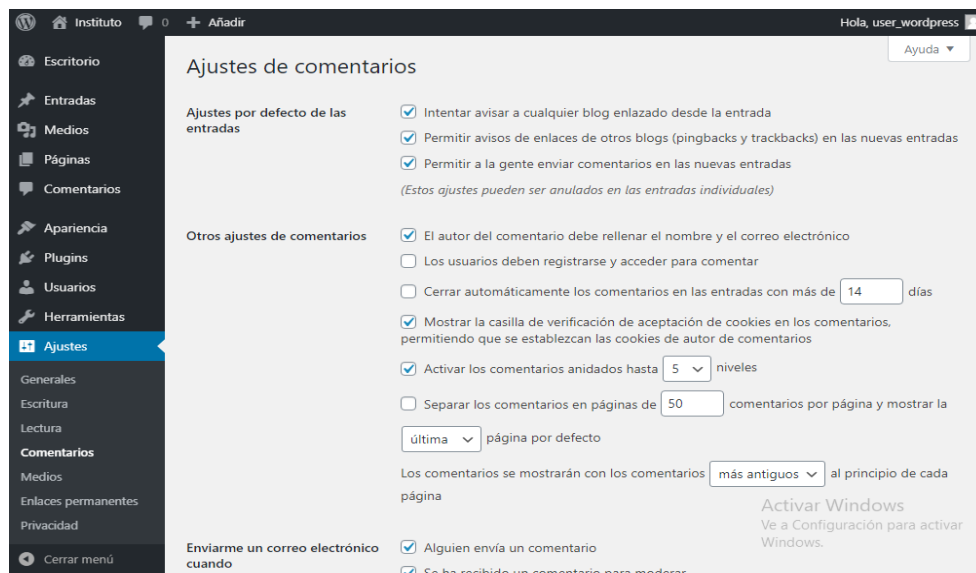 Instituto 0 Añadir Hola, user_wordpress
Ayuda
Escritorio
Entradas
Medios
Páginas
Comentarios
Apariencia
Plugins
Usuarios
Herramientas
Ajustes
Generales
Escritura
Lectura
Comentarios
Medios
Enlaces permanentes
Privacidad
Cerrar menú
Ajustes de comentarios
Ajustes por defecto de las
entradas
Intentar avisar a cualquier blog enlazado desde la entrada
Permitir avisos de enlaces de otros blogs (pingbacks y trackbacks) en las nuevas entradas
Permitir a la gente enviar comentarios en las nuevas entradas
(Estos ajustes pueden ser anulados en las entradas individuales)
Otros ajustes de comentarios
El autor del comentario debe rellenar el nombre y el correo electrónico
Los usuarios deben registrarse y acceder para comentar
Cerrar automáticamente los comentarios en las entradas con más de 14 días
Mostrar la casilla de verificación de aceptación de cookies en los comentarios,
permitiendo que se establezcan las cookies de autor de comentarios
Activar los comentarios anidados hasta 5 niveles
Separar los comentarios en páginas de 50 comentarios por página y mostrar la
última página por defecto
Los comentarios se mostrarán con los comentarios más antiguos al principio de cada
página
Enviarme un correo electrónico
cuando
Alguien envía un comentario
Se ha recibido un comentario para moderar
Activar Windows
Ve a Configuración para activar
Windows.